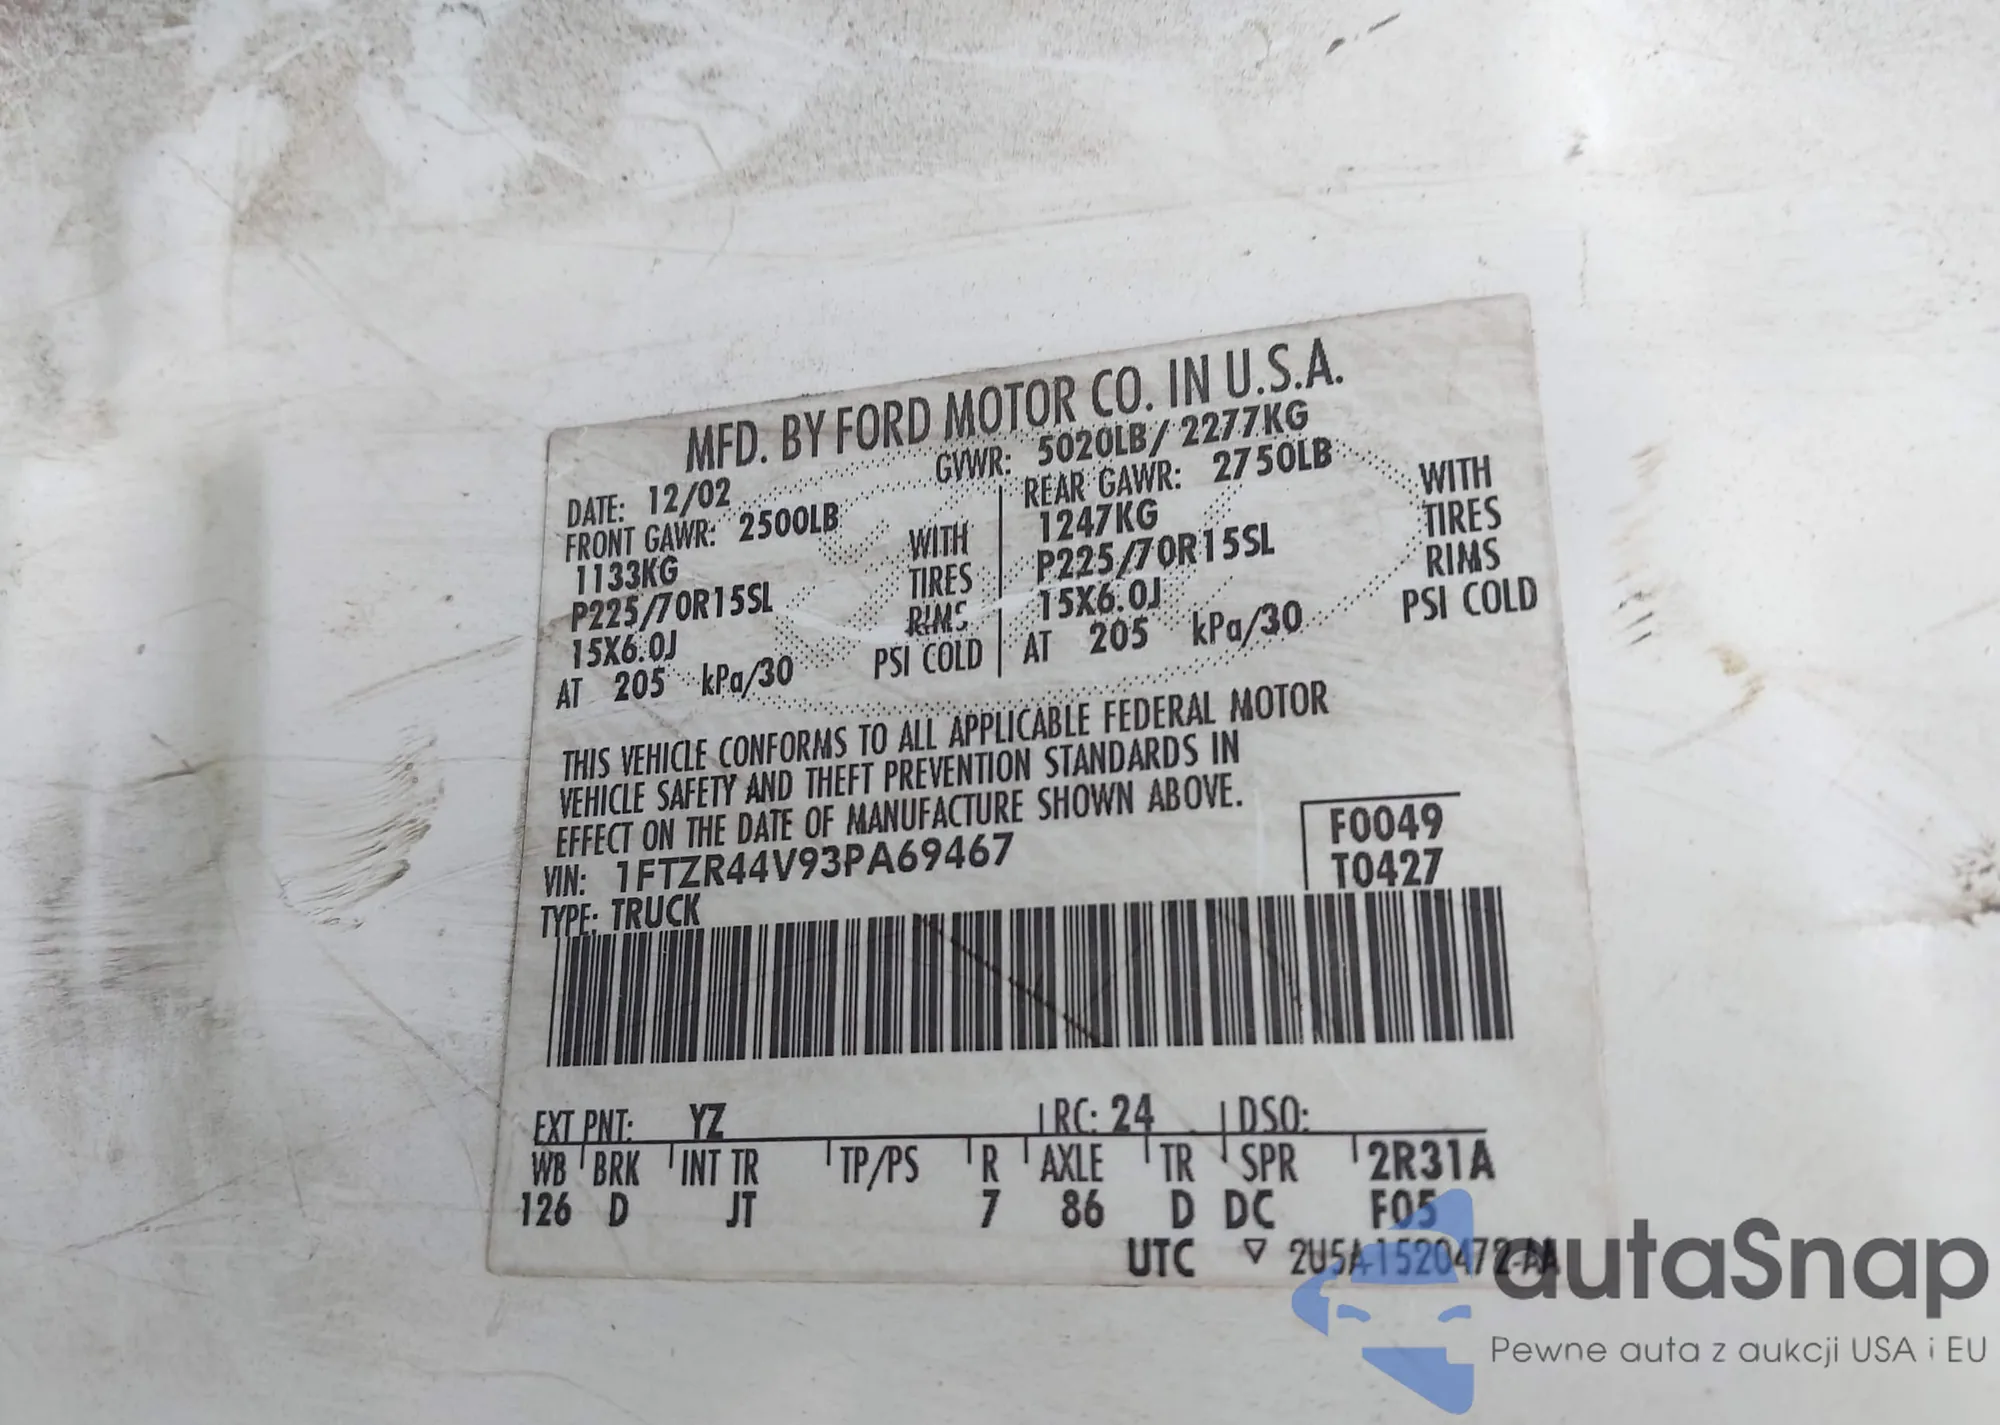 MFD. BY FORD MOTOR CO. IN U.S.A.
DATE: 12/02 GVWR: 5020LB/ 2277KG
FRONT GAWR: 2500LB REAR GAWR: 2750LB
1133KG WITH 1247KG WITH
P225/70R15SL TIRES P225/70R15SL TIRES
15X6.0J RIMS 15X6.0J RIMS
AT 205 kPa/30 PSI COLD AT 205 kPa/30 PSI COLD
THIS VEHICLE CONFORMS TO ALL APPLICABLE FEDERAL MOTOR
VEHICLE SAFETY AND THEFT PREVENTION STANDARDS IN
EFFECT ON THE DATE OF MANUFACTURE SHOWN ABOVE.
VIN: 1FTZR44V93PA69467 F0049
TYPE: TRUCK T0427
EXT PNT: YZ RC: 24 DSO:
WB BRK INT TR TP/PS R AXLE TR SPR 2R31A
126 D JT 7 86 D DC F05
UTC ▽ 2U5A-1520472-AA
autaSnap
Pewne auta z aukcji USA i EU